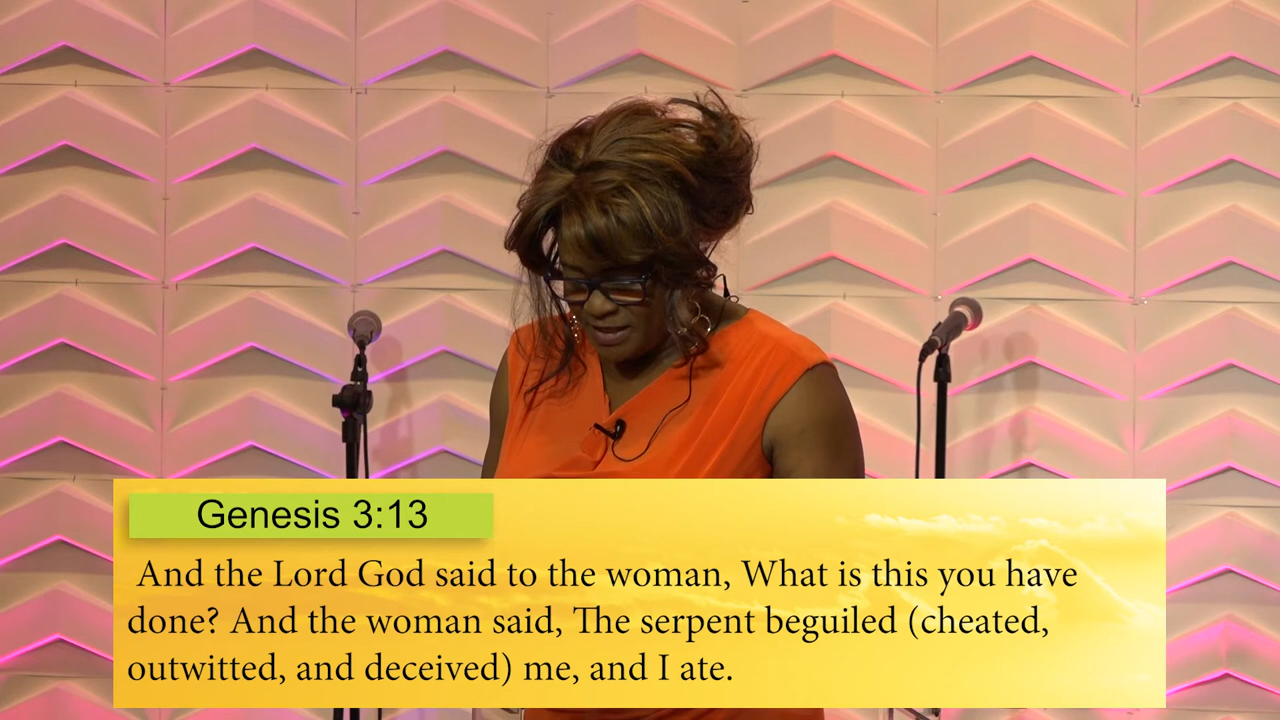 Genesis 3:13
And the Lord God said to the woman, What is this you have
done? And the woman said, The serpent beguiled (cheated,
outwitted, and deceived) me, and I ate.